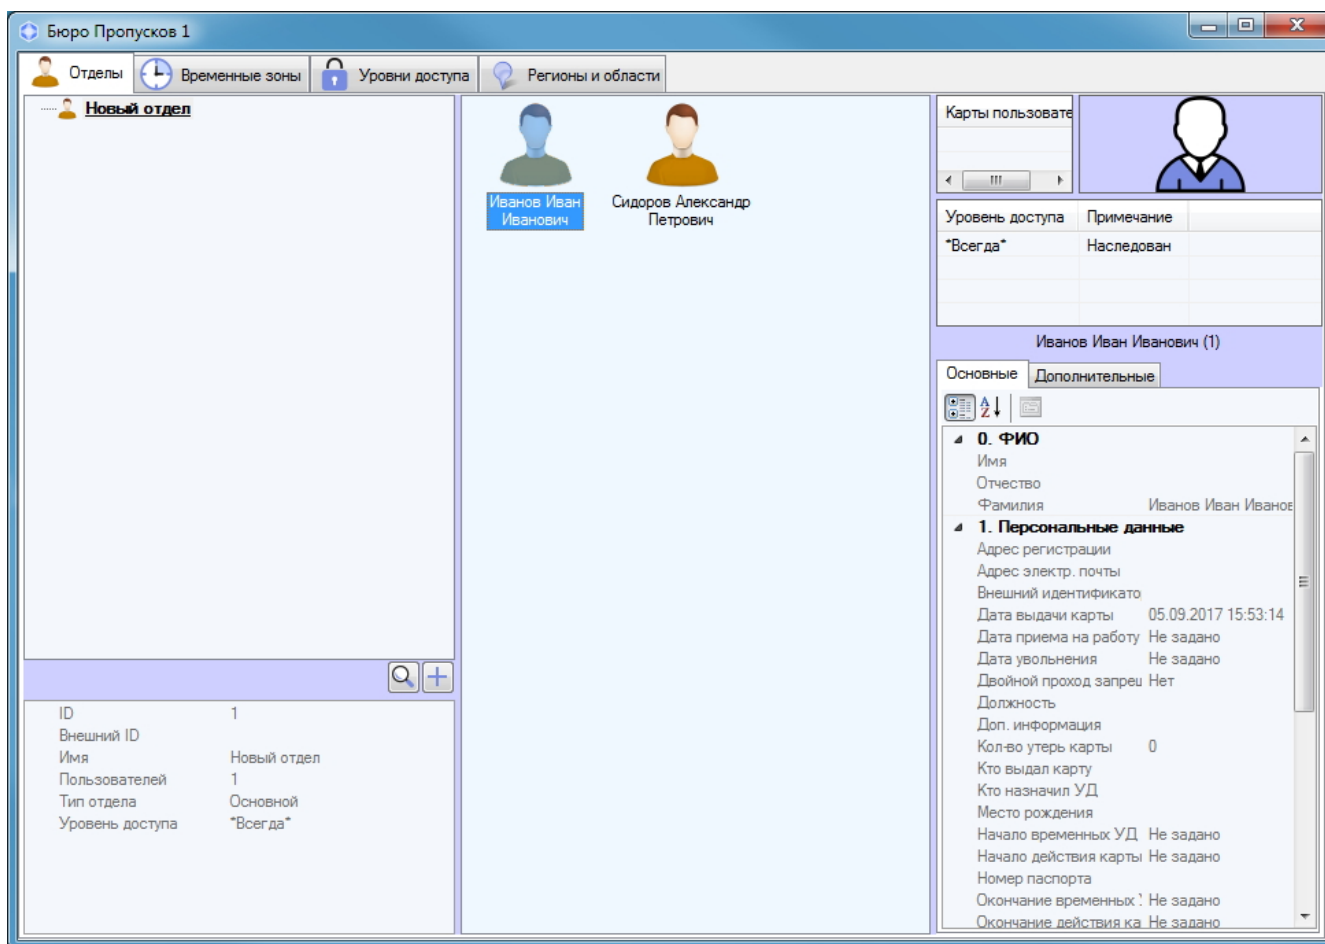 Бюро Пропусков 1
Отделы Временные зоны Уровни доступа Регионы и области
Новый отдел
Иванов Иван
Иванович
Сидоров Александр
Петрович
ID 1
Внешний ID
Имя Новый отдел
Пользователей 1
Тип отдела Основной
Уровень доступа *Всегда*
Карты пользовате
Уровень доступа Примечание
*Всегда* Наследован
Иванов Иван Иванович (1)
Основные Дополнительные
0. ФИО
Имя
Отчество
Фамилия Иванов Иван Иванов
1. Персональные данные
Адрес регистрации
Адрес электр. почты
Внешний идентификато
Дата выдачи карты 05.09.2017 15:53:14
Дата приема на работу Не задано
Дата увольнения Не задано
Двойной проход запрещ Нет
Должность
Доп. информация
Кол-во утерь карты 0
Кто выдал карту
Кто назначил УД
Место рождения
Начало временных УД Не задано
Начало действия карты Не задано
Номер паспорта
Окончание временных Не задано
Окончание действия ка Не задано